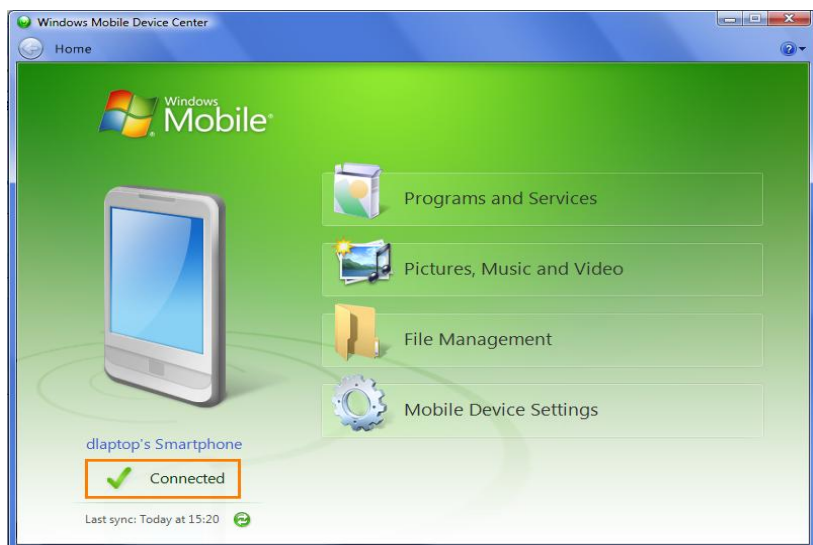 Windows Mobile Device Center
Home
Windows
Mobile
Programs and Services
Pictures, Music and Video
File Management
Mobile Device Settings
dlaptop's Smartphone
Connected
Last sync: Today at 15:20